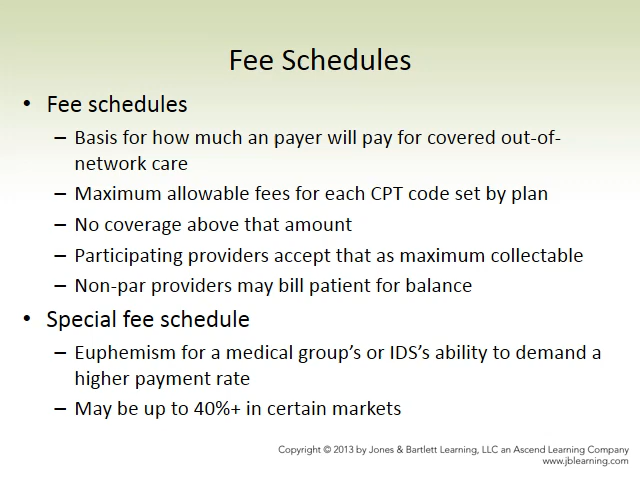 Fee Schedules
• Fee schedules
– Basis for how much an payer will pay for covered out-of-
network care
– Maximum allowable fees for each CPT code set by plan
– No coverage above that amount
– Participating providers accept that as maximum collectable
– Non-par providers may bill patient for balance
• Special fee schedule
– Euphemism for a medical group’s or IDS’s ability to demand a
higher payment rate
– May be up to 40%+ in certain markets
Copyright © 2013 by Jones & Bartlett Learning, LLC an Ascend Learning Company
www.jblearning.com